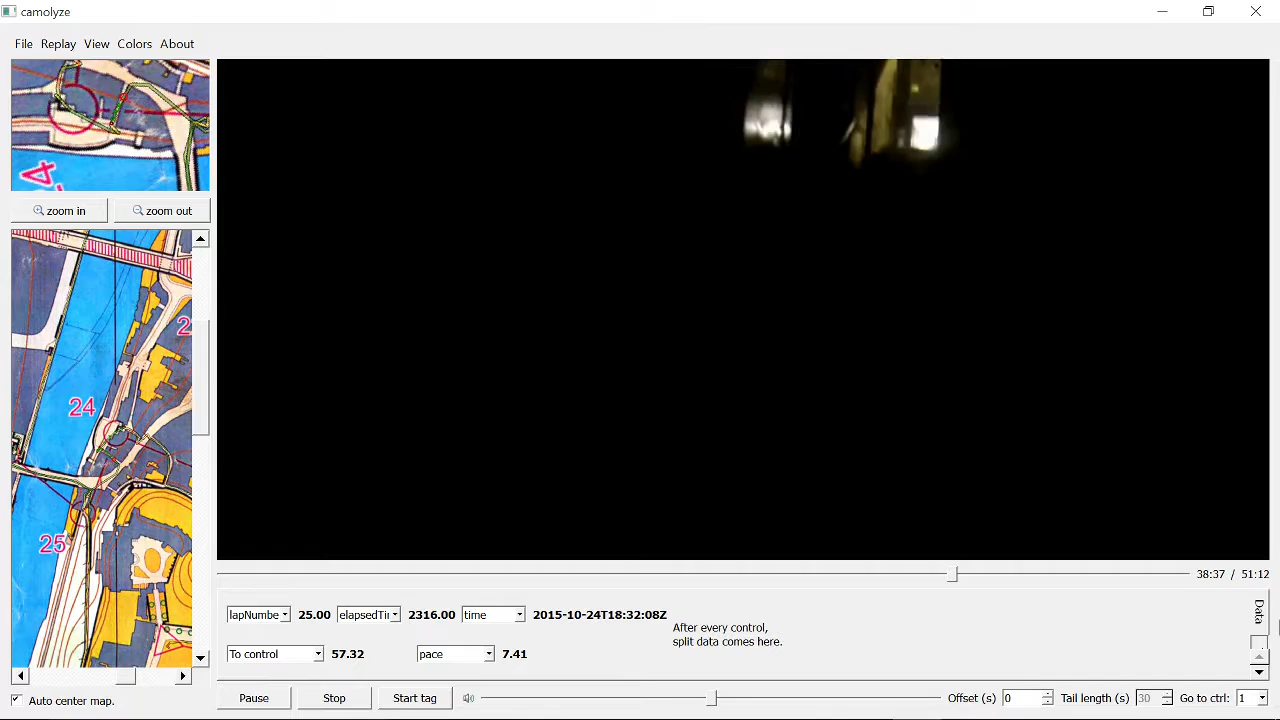 camolyze
File Replay View Colors About
zoom in zoom out
24
25
38:37 / 51:12
lapNumbe 25.00 elapsedTi 2316.00 time 2015-10-24T18:32:08Z
After every control,
split data comes here.
To control 57.32 pace 7.41
Data
Auto center map.
Pause Stop Start tag Offset (s) 0 Tail length (s) 30 Go to ctrl: 1